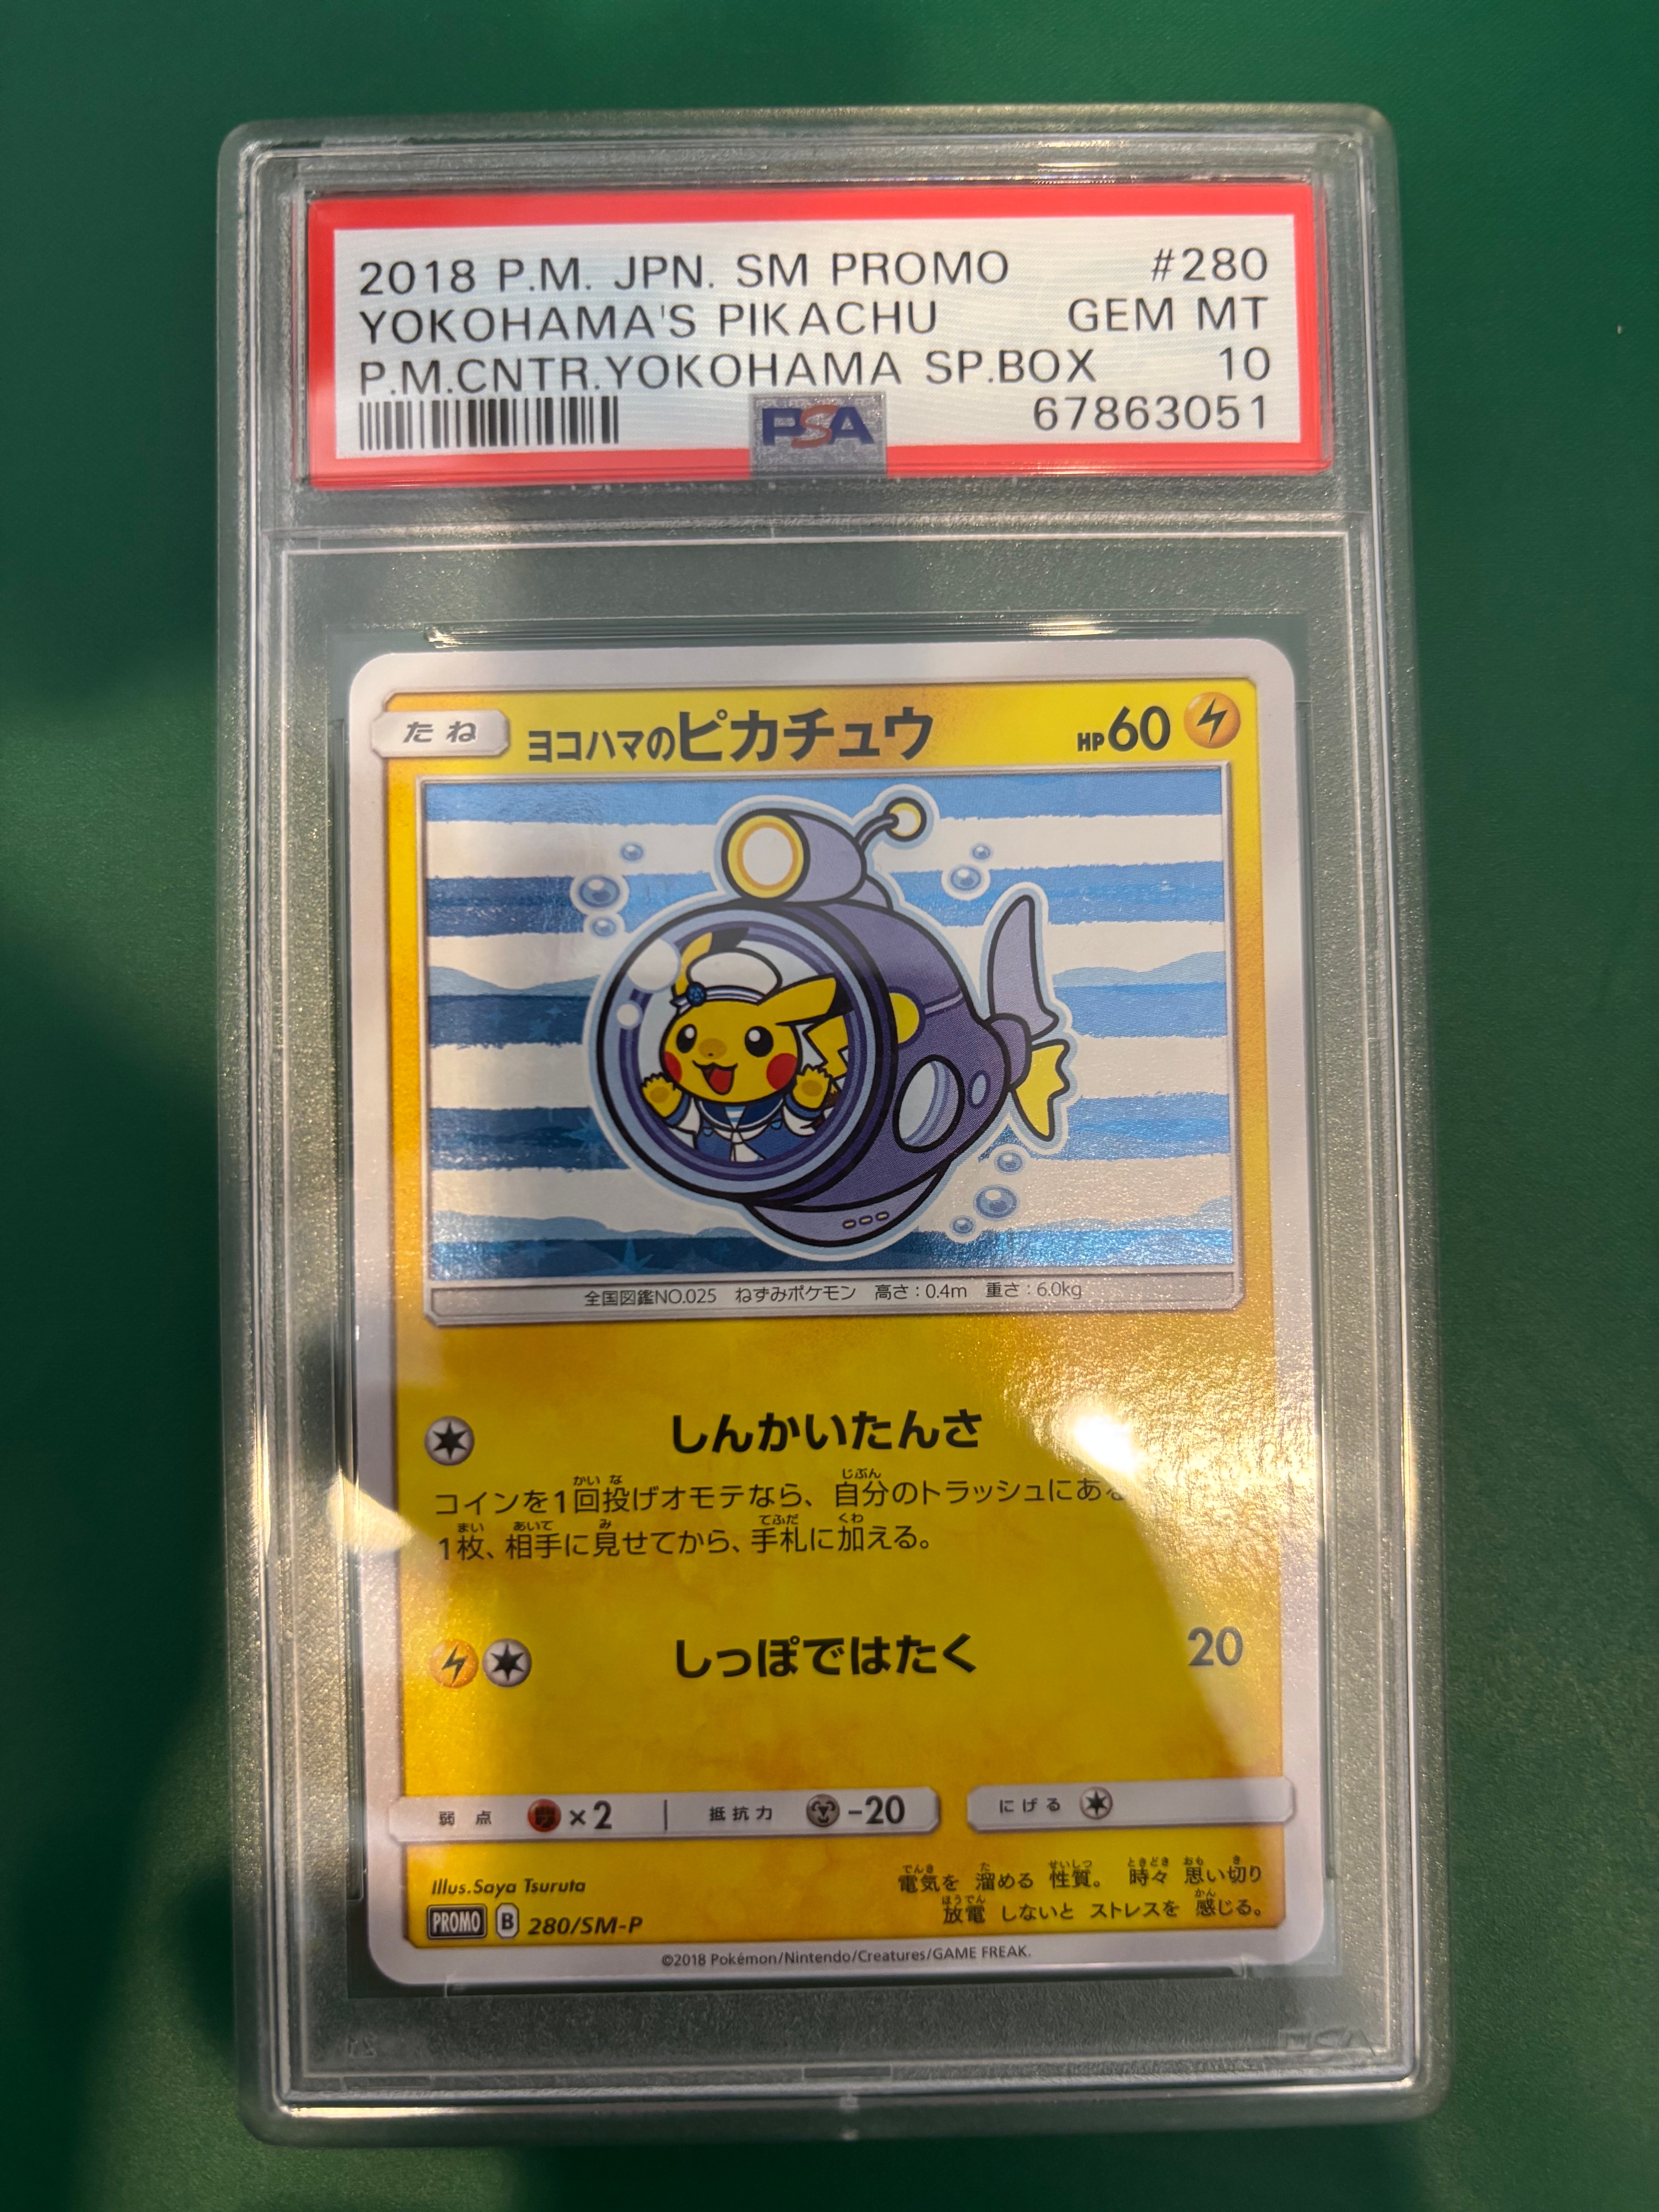 2018 P.M. JPN. SM PROMO #280
YOKOHAMA'S PIKACHU GEM MT
P.M.CNTR.YOKOHAMA SP.BOX 10
PSA 67863051
たね ヨコハマのピカチュウ HP60
全国図鑑NO.025 ねずみポケモン 高さ:0.4m 重さ:6.0kg
しんかいたんさ
コインを1回投げオモテなら、自分のトラッシュにある
1枚、相手に見せてから、手札に加える。
しっぽではたく 20
弱点 ×2 抵抗力 -20 にげる
Illus.Saya Tsuruta
電気を溜める性質。時々思い切り
放電しないとストレスを感じる。
PROMO B 280/SM-P
©2018 Pokémon/Nintendo/Creatures/GAME FREAK.